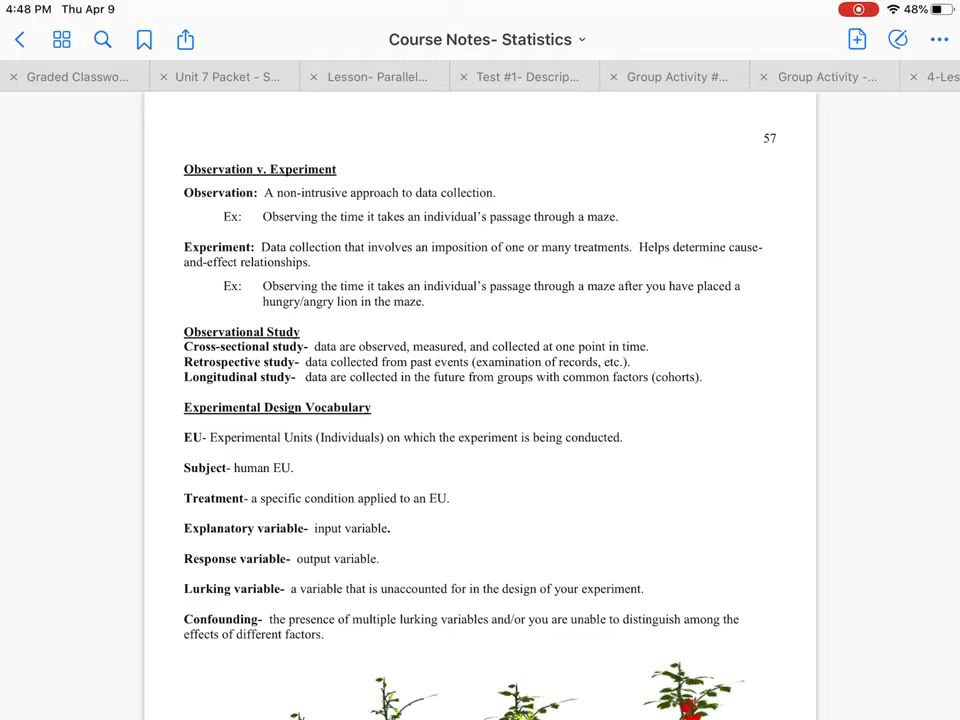 4:48 PM Thu Apr 9 48%
Course Notes- Statistics
Graded Classwo... Unit 7 Packet - S... Lesson- Parallel... Test #1- Descrip... Group Activity #... Group Activity -... 4-Les
57
Observation v. Experiment
Observation: A non-intrusive approach to data collection.
Ex: Observing the time it takes an individual's passage through a maze.
Experiment: Data collection that involves an imposition of one or many treatments. Helps determine cause-
and-effect relationships.
Ex: Observing the time it takes an individual's passage through a maze after you have placed a
hungry/angry lion in the maze.
Observational Study
Cross-sectional study- data are observed, measured, and collected at one point in time.
Retrospective study- data collected from past events (examination of records, etc.).
Longitudinal study- data are collected in the future from groups with common factors (cohorts).
Experimental Design Vocabulary
EU- Experimental Units (Individuals) on which the experiment is being conducted.
Subject- human EU.
Treatment- a specific condition applied to an EU.
Explanatory variable- input variable.
Response variable- output variable.
Lurking variable- a variable that is unaccounted for in the design of your experiment.
Confounding- the presence of multiple lurking variables and/or you are unable to distinguish among the
effects of different factors.